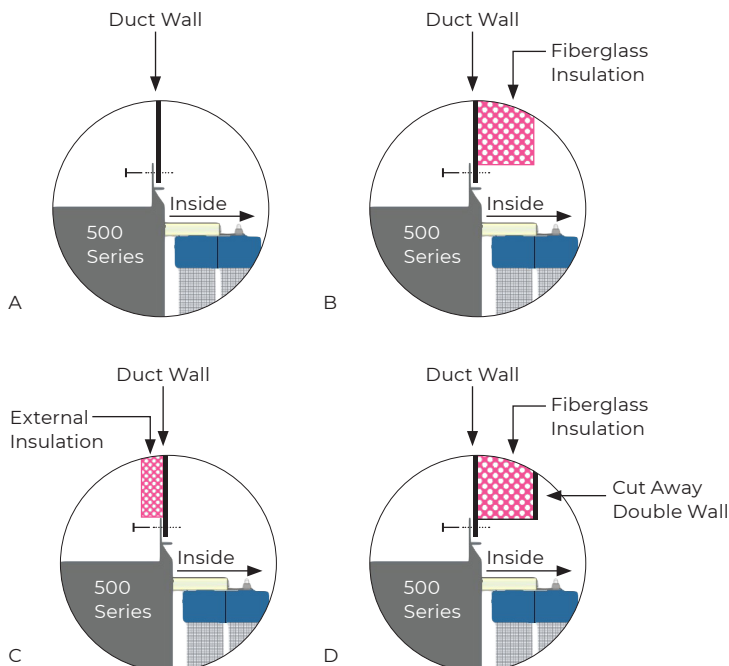 Duct Wall
Inside
500
Series
A
Duct Wall
Fiberglass
Insulation
Inside
500
Series
B
Duct Wall
External
Insulation
Inside
500
Series
C
Duct Wall
Fiberglass
Insulation
Cut Away
Double Wall
Inside
500
Series
D